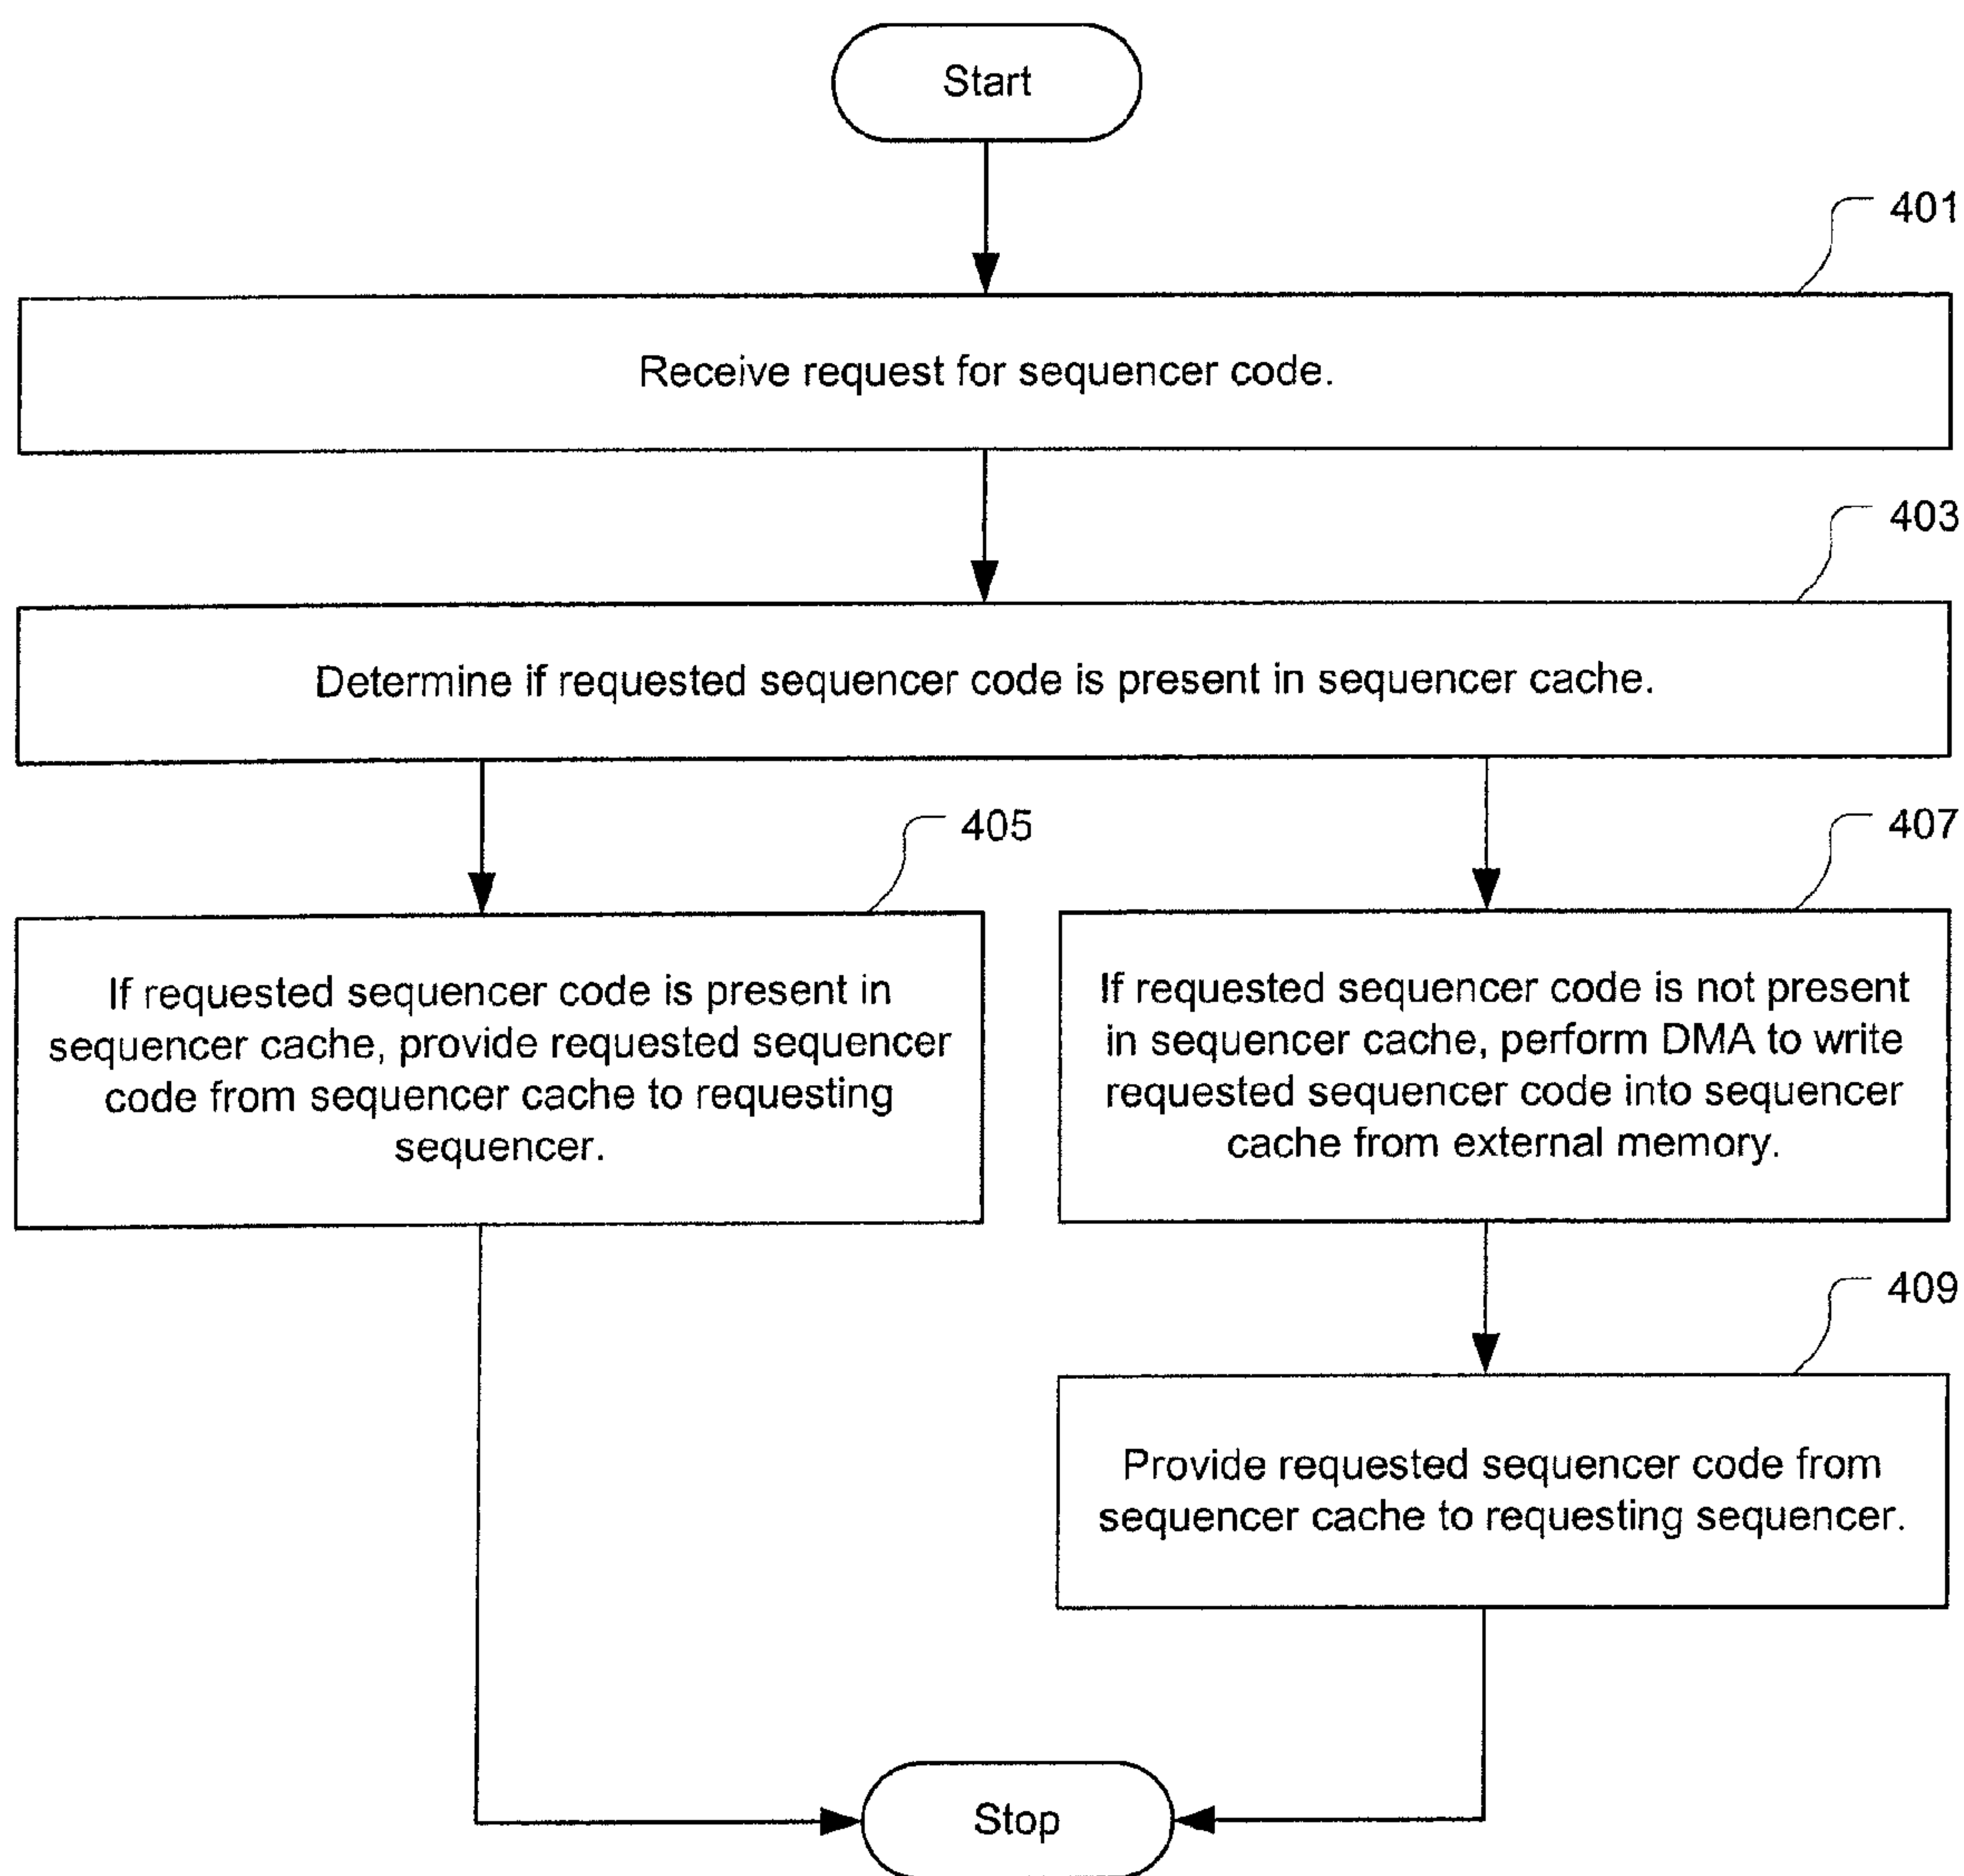 Start
401
Receive request for sequencer code.
403
Determine if requested sequencer code is present in sequencer cache.
405
If requested sequencer code is present in
sequencer cache, provide requested sequencer
code from sequencer cache to requesting
sequencer.
407
If requested sequencer code is not present
in sequencer cache, perform DMA to write
requested sequencer code into sequencer
cache from external memory.
409
Provide requested sequencer code from
sequencer cache to requesting sequencer.
Stop